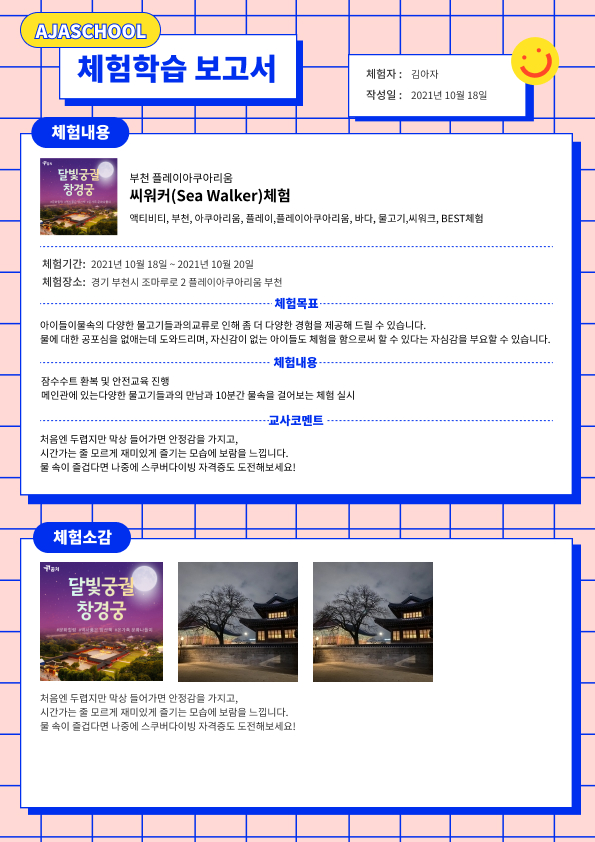 AJASCHOOL
체험학습 보고서
체험자 : 김아자
작성일 : 2021년 10월 18일
체험내용
달빛궁궐
창경궁
부천 플레이아쿠아리움
씨워커(Sea Walker)체험
액티비티, 부천, 아쿠아리움, 플레이,플레이아쿠아리움, 바다, 물고기,씨워크, BEST체험
체험기간: 2021년 10월 18일 ~ 2021년 10월 20일
체험장소: 경기 부천시 조마루로 2 플레이아쿠아리움 부천
체험목표
아이들이물속의 다양한 물고기들과의교류로 인해 좀 더 다양한 경험을 제공해 드릴 수 있습니다.
물에 대한 공포심을 없애는데 도와드리며, 자신감이 없는 아이들도 체험을 함으로써 할 수 있다는 자심감을 부요할 수 있습니다.
체험내용
잠수수트 환복 및 안전교육 진행
메인관에 있는다양한 물고기들과의 만남과 10분간 물속을 걸어보는 체험 실시
교사코멘트
처음엔 두렵지만 막상 들어가면 안정감을 가지고,
시간가는 줄 모르게 재미있게 즐기는 모습에 보람을 느낍니다.
물 속이 즐겁다면 나중에 스쿠버다이빙 자격증도 도전해보세요!
체험소감
달빛궁궐
창경궁
처음엔 두렵지만 막상 들어가면 안정감을 가지고,
시간가는 줄 모르게 재미있게 즐기는 모습에 보람을 느낍니다.
물 속이 즐겁다면 나중에 스쿠버다이빙 자격증도 도전해보세요!